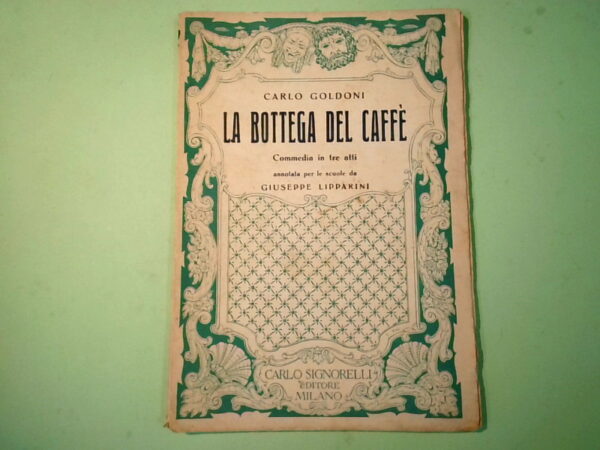 CARLO GOLDONI
LA BOTTEGA DEL CAFFÈ
Commedia in tre atti
annotata per le scuole da
GIUSEPPE LIPPARINI
CARLO SIGNORELLI
EDITORE
MILANO